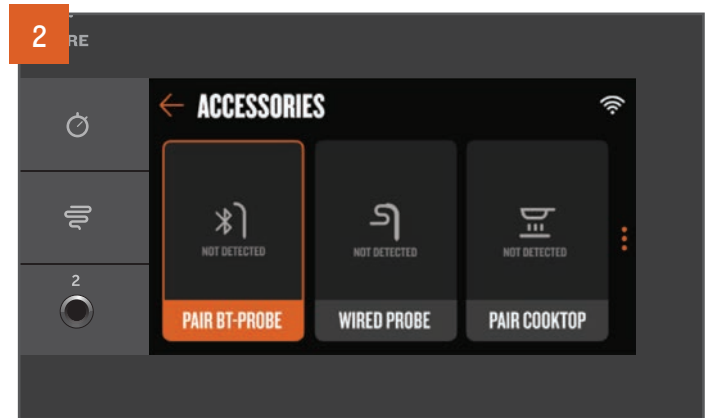 2
RE
ACCESSORIES
2
NOT DETECTED
NOT DETECTED
NOT DETECTED
PAIR BT-PROBE
WIRED PROBE
PAIR COOKTOP